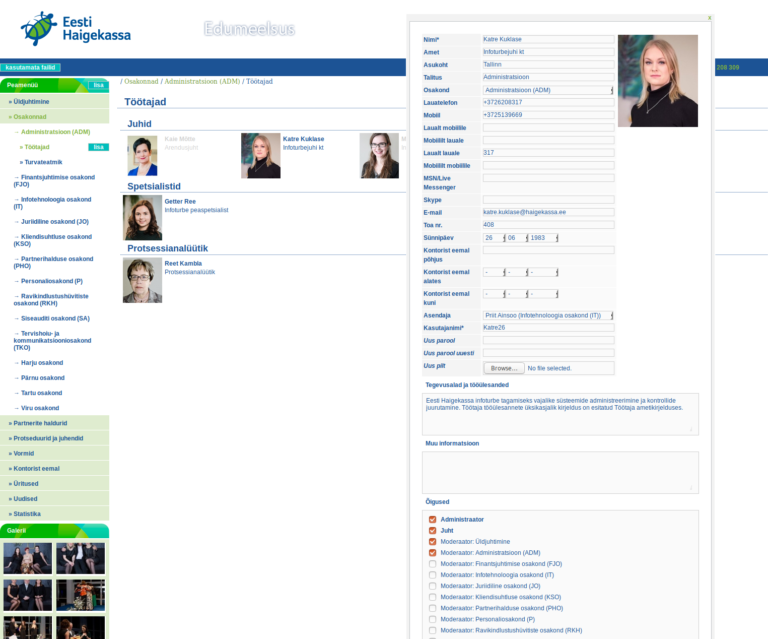 Eesti
Haigekassa
Edumeelsus
kasutamata failid
Peamenüü
lisa
» Üldjuhtimine
» Osakonnad
→ Administratsioon (ADM)
» Töötajad
lisa
» Turvateatmik
→ Finantsjuhtimise osakond
(FJO)
→ Infotehnoloogia osakond
(IT)
→ Juriidiline osakond (JO)
→ Kliendisuhtluse osakond
(KSO)
→ Partnerihalduse osakond
(PHO)
→ Personaliosakond (P)
→ Ravikindlustushüvitiste
osakond (RKH)
→ Siseauditi osakond (SA)
→ Tervishoiu- ja
kommunikatsiooniosakond
(TKO)
→ Harju osakond
→ Pärnu osakond
→ Tartu osakond
→ Viru osakond
» Partnerite haldurid
» Protseduurid ja juhendid
» Vormid
» Kontorist eemal
» Üritused
» Uudised
» Statistika
Galerii
/ Osakonnad / Administratsioon (ADM) / Töötajad
Töötajad
Juhid
Katre Kuklase
Infoturbejuhi kt
Spetsialistid
Getter Ree
Infoturbe peaspetsialist
Protsessianalüütik
Reet Kambla
Protsessianalüütik
x
Nimi* Katre Kuklase
Amet Infoturbejuhi kt
Asukoht Tallinn
Talitus Administratsioon
Osakond Administratsioon (ADM)
Lauatelefon +3726208317
Mobiil +3725139669
Laualt mobiilile
Mobiililt lauale
Laualt lauale 317
Mobiililt mobiilile
MSN/Live
Messenger
Skype
E-mail katre.kuklase@haigekassa.ee
Toa nr. 408
Sünnipäev 26 06 1983
Kontorist eemal
põhjus
Kontorist eemal
alates - - -
Kontorist eemal
kuni - - -
Asendaja Priit Ainsoo (Infotehnoloogia osakond (IT))
Kasutajanimi* Katre26
Uus parool
Uus parool uuesti
Uus pilt Browse... No file selected.
Tegevusalad ja tööülesanded
Eesti Haigekassa infoturbe tagamiseks vajalike süsteemide administreerimine ja kontrollide
juurutamine. Töötaja tööülesannete üksikasjalik kirjeldus on esitatud Töötaja ametikirjelduses.
Muu informatsioon
Õigused
Administraator
Juht
Moderaator: Üldjuhtimine
Moderaator: Administratsioon (ADM)
Moderaator: Finantsjuhtimise osakond (FJO)
Moderaator: Infotehnoloogia osakond (IT)
Moderaator: Juriidiline osakond (JO)
Moderaator: Kliendisuhtluse osakond (KSO)
Moderaator: Partnerihalduse osakond (PHO)
Moderaator: Personaliosakond (P)
Moderaator: Ravikindlustushüvitiste osakond (RKH)